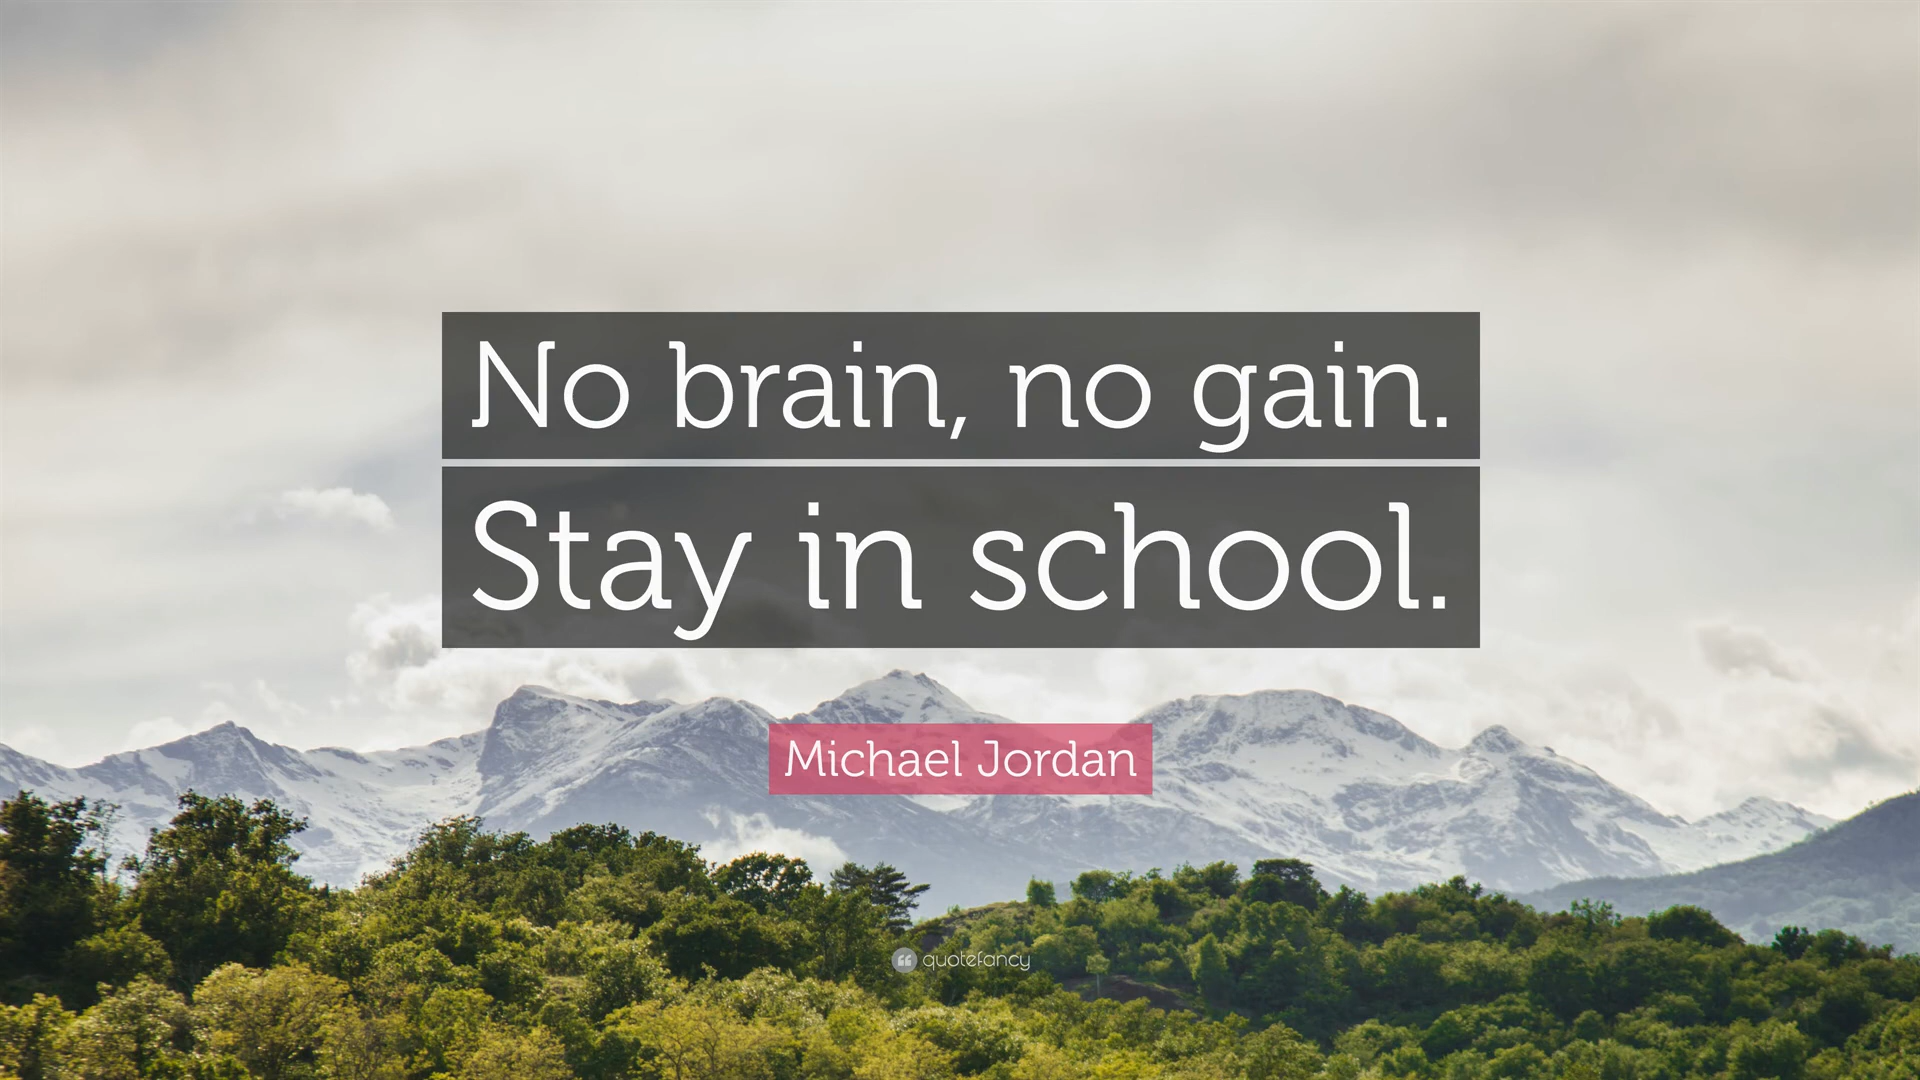 No brain, no gain.
Stay in school.
Michael Jordan
quotefancy